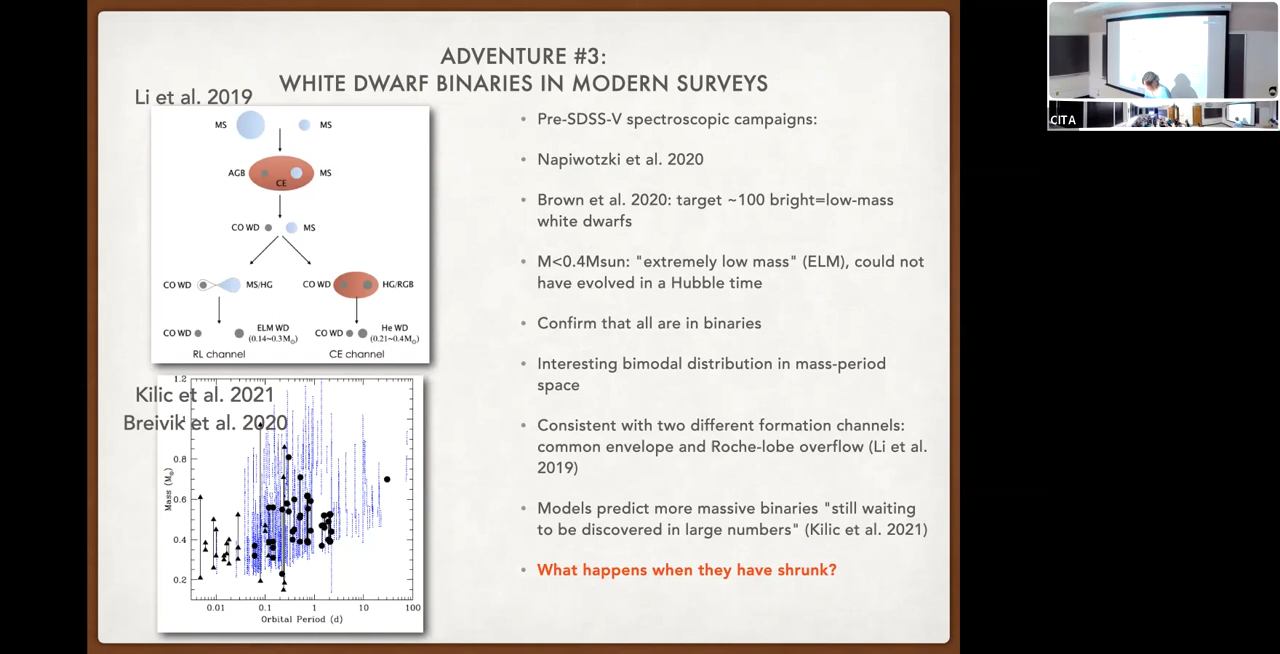 ADVENTURE #3:
WHITE DWARF BINARIES IN MODERN SURVEYS
Li et al. 2019
MS
MS
AGB
CE
MS
CO WD
MS
CO WD
MS/HG
CO WD
HG/RGB
CO WD
ELM WD
(0.14~0.3M☉)
CO WD
He WD
(0.21~0.4M☉)
RL channel
CE channel
Kilic et al. 2021
Breivik et al. 2020
1.2
1
0.8
0.6
0.4
0.2
Mass (M☉)
0.01
0.1
1
10
100
Orbital Period (d)
• Pre-SDSS-V spectroscopic campaigns:
• Napiwotzki et al. 2020
• Brown et al. 2020: target ~100 bright=low-mass
white dwarfs
• M<0.4Msun: "extremely low mass" (ELM), could not
have evolved in a Hubble time
• Confirm that all are in binaries
• Interesting bimodal distribution in mass-period
space
• Consistent with two different formation channels:
common envelope and Roche-lobe overflow (Li et al.
2019)
• Models predict more massive binaries "still waiting
to be discovered in large numbers" (Kilic et al. 2021)
• What happens when they have shrunk?
CITA